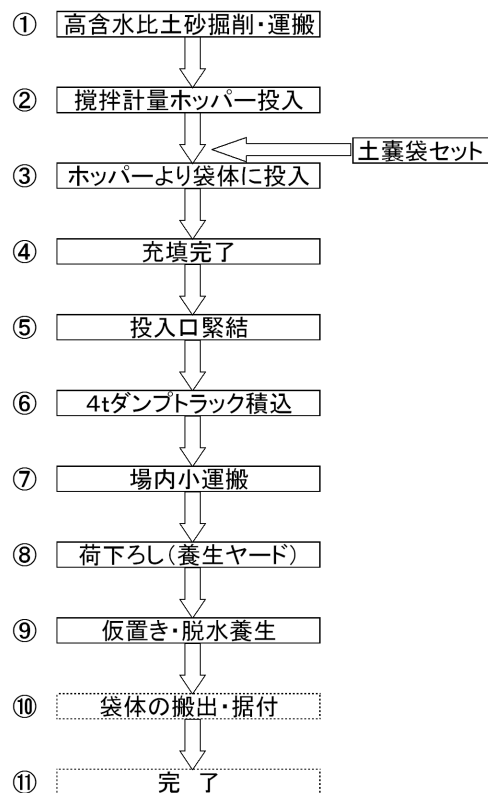 ① 高含水比土砂掘削・運搬
② 撹拌計量ホッパー投入
土嚢袋セット
③ ホッパーより袋体に投入
④ 充填完了
⑤ 投入口緊結
⑥ 4tダンプトラック積込
⑦ 場内小運搬
⑧ 荷下ろし(養生ヤード)
⑨ 仮置き・脱水養生
⑩ 袋体の搬出・据付
⑪ 完 了